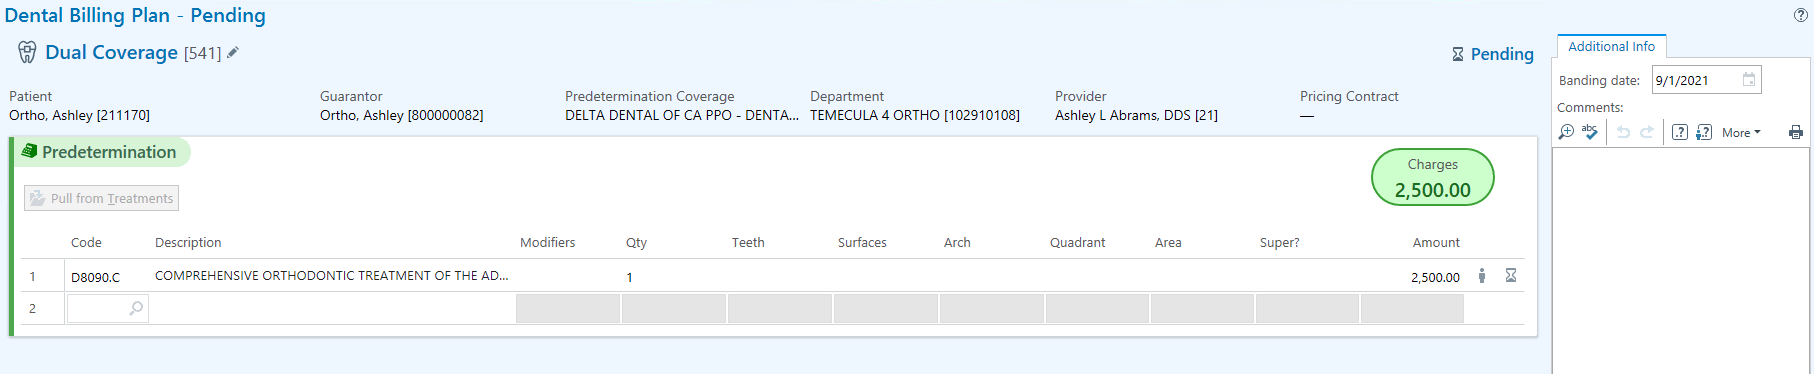 Dental Billing Plan - Pending
Dual Coverage [541]
Pending
Additional Info
Banding date: 9/1/2021
Comments:
More
Patient Guarantor Predetermination Coverage Department Provider Pricing Contract
Ortho, Ashley [211170] Ortho, Ashley [800000082] DELTA DENTAL OF CA PPO - DENTA... TEMECULA 4 ORTHO [102910108] Ashley L Abrams, DDS [21] —
Predetermination
Charges
2,500.00
Pull from Treatments
Code Description Modifiers Qty Teeth Surfaces Arch Quadrant Area Super? Amount
1 D8090.C COMPREHENSIVE ORTHODONTIC TREATMENT OF THE AD... 1 2,500.00
2